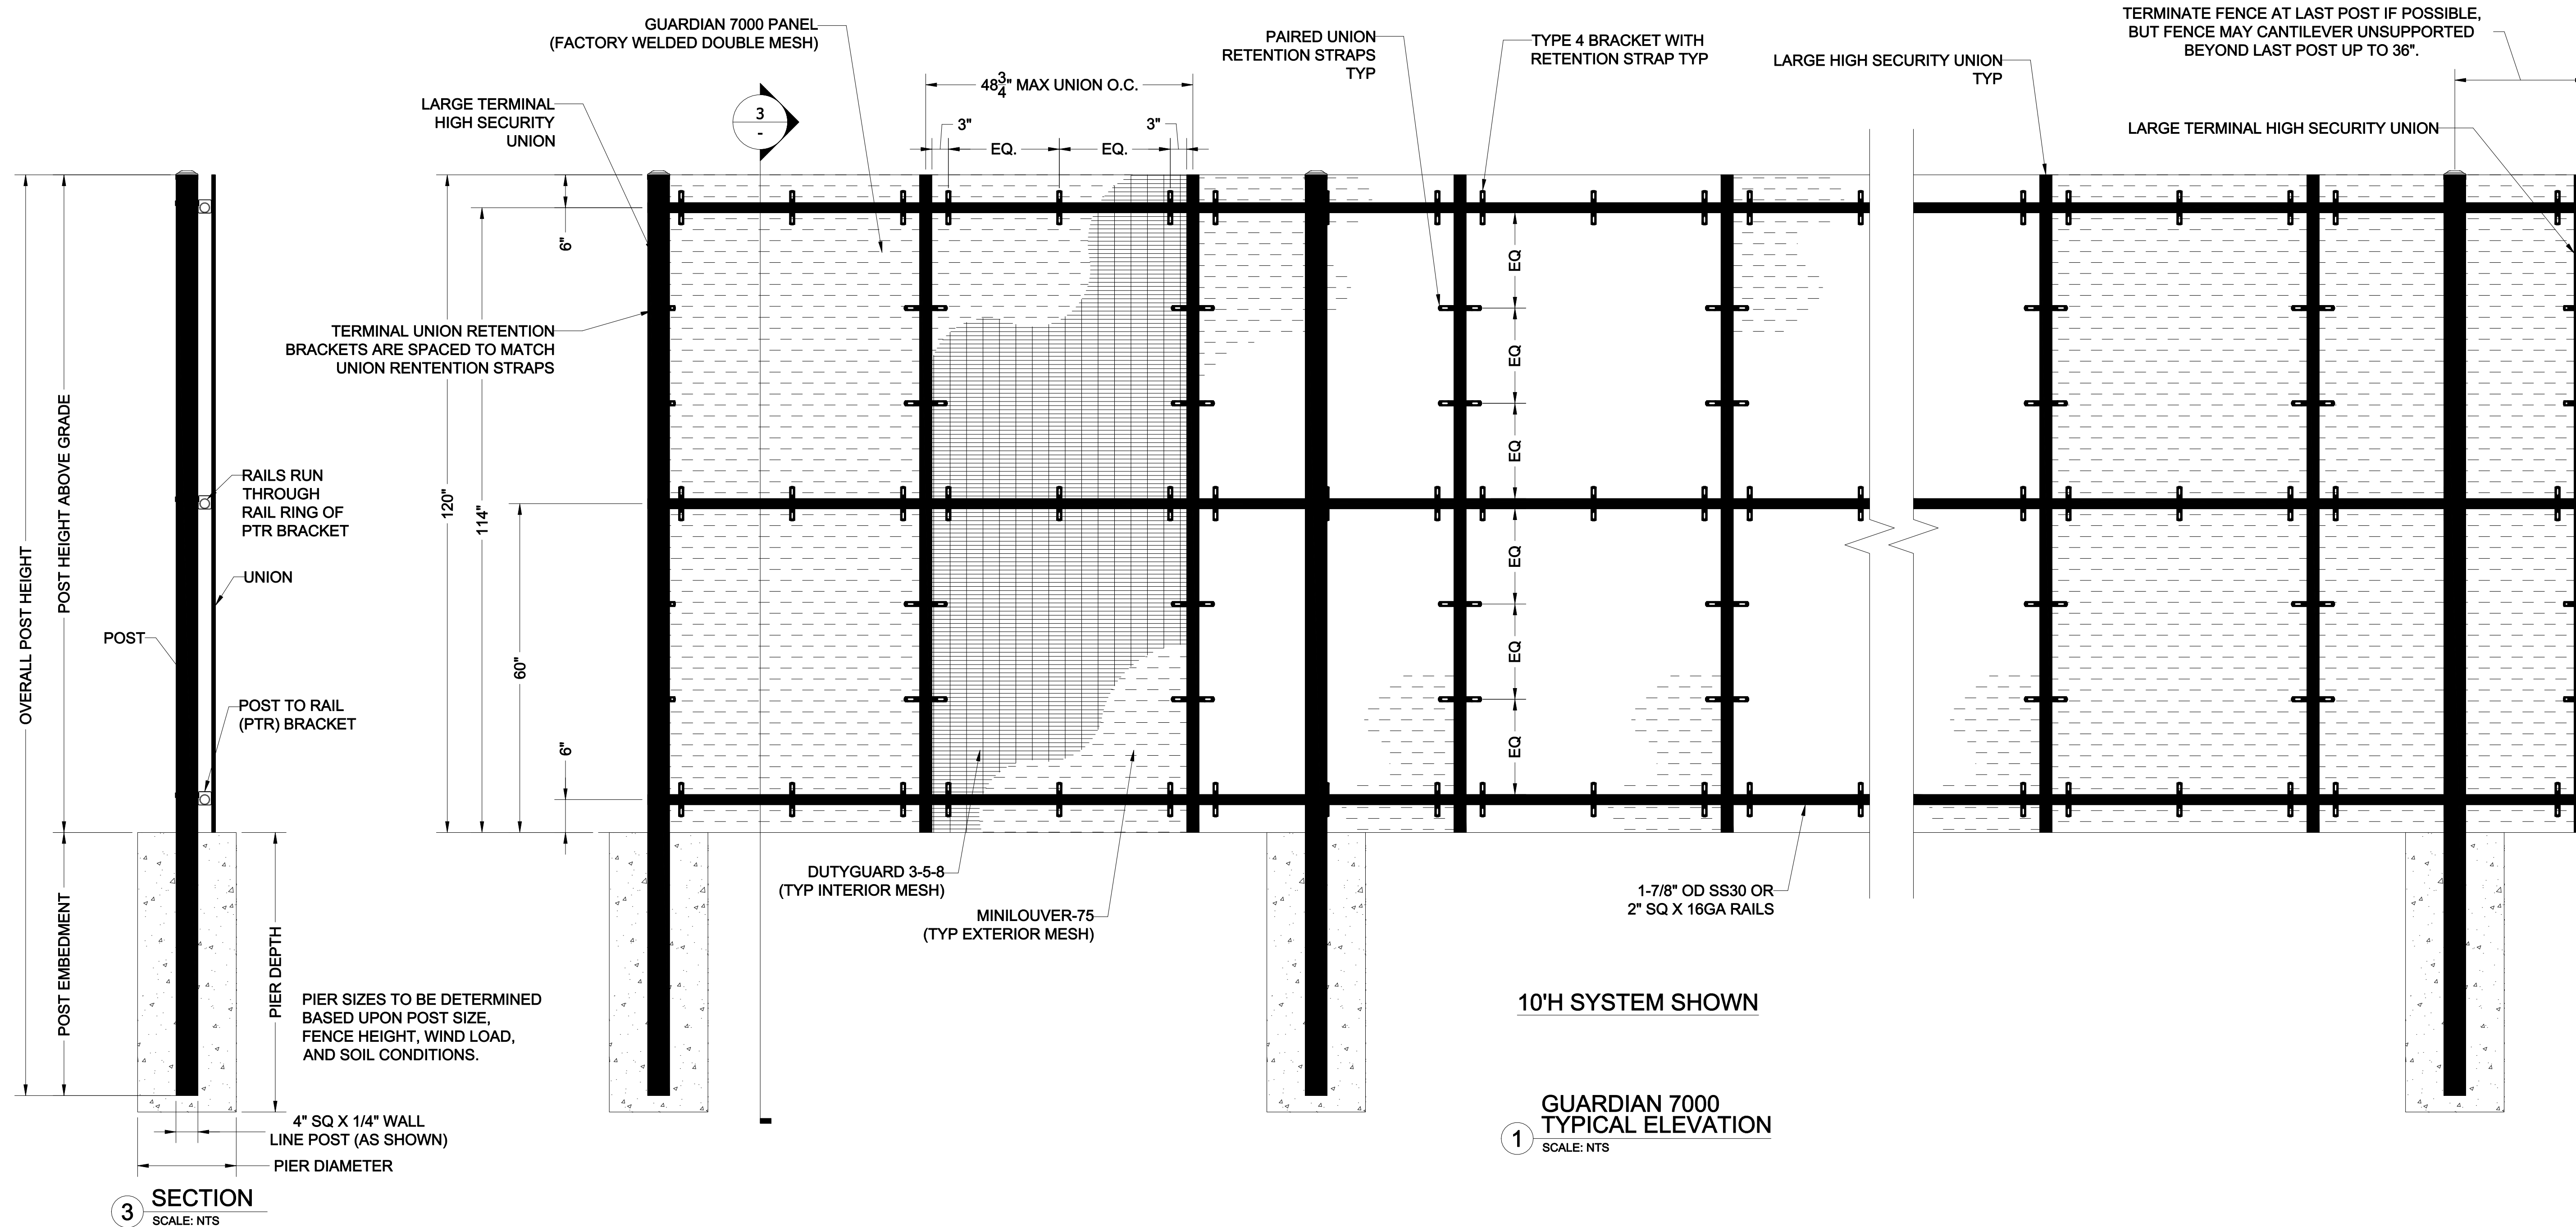 GUARDIAN 7000 PANEL
(FACTORY WELDED DOUBLE MESH)
PAIRED UNION
RETENTION STRAPS
TYP
TYPE 4 BRACKET WITH
RETENTION STRAP TYP
LARGE HIGH SECURITY UNION
TYP
TERMINATE FENCE AT LAST POST IF POSSIBLE,
BUT FENCE MAY CANTILEVER UNSUPPORTED
BEYOND LAST POST UP TO 36".
LARGE TERMINAL HIGH SECURITY UNION
LARGE TERMINAL
HIGH SECURITY
UNION
3
-
48 3/4" MAX UNION O.C.
3"
3"
EQ.
EQ.
6"
TERMINAL UNION RETENTION
BRACKETS ARE SPACED TO MATCH
UNION RENTENTION STRAPS
120"
114"
60"
6"
EQ
EQ
EQ
EQ
EQ
EQ
OVERALL POST HEIGHT
POST HEIGHT ABOVE GRADE
POST EMBEDMENT
PIER DEPTH
RAILS RUN
THROUGH
RAIL RING OF
PTR BRACKET
UNION
POST
POST TO RAIL
(PTR) BRACKET
DUTYGUARD 3-5-8
(TYP INTERIOR MESH)
MINILOUVER-75
(TYP EXTERIOR MESH)
1-7/8" OD SS30 OR
2" SQ X 16GA RAILS
PIER SIZES TO BE DETERMINED
BASED UPON POST SIZE,
FENCE HEIGHT, WIND LOAD,
AND SOIL CONDITIONS.
10'H SYSTEM SHOWN
4" SQ X 1/4" WALL
LINE POST (AS SHOWN)
PIER DIAMETER
1
GUARDIAN 7000
TYPICAL ELEVATION
SCALE: NTS
3
SECTION
SCALE: NTS